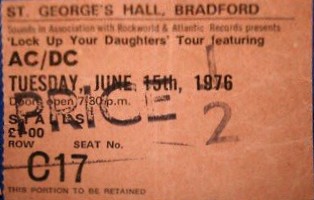 ST. GEORGE'S HALL, BRADFORD
Sounds in Association with Rockworld & Atlantic Records presents
'Lock Up Your Daughters' Tour featuring
AC/DC
TUESDAY, JUNE 15th, 1976
Doors open 7/30 p.m.
PRICE 1/2
STALLS
£1·00
ROW SEAT No.
C17
THIS PORTION TO BE RETAINED